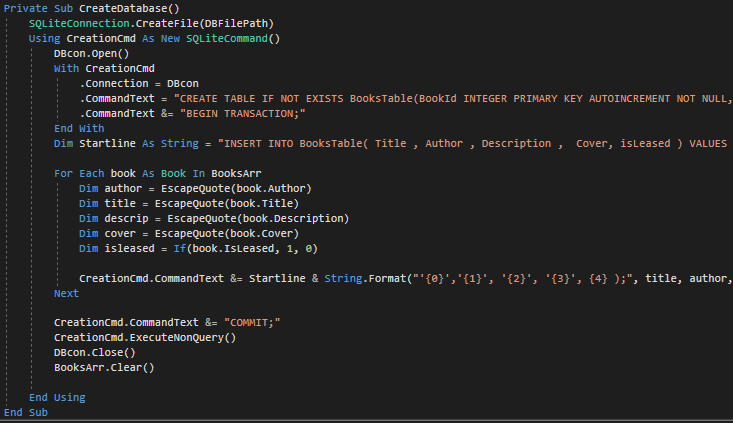 Private Sub CreateDatabase()
    SQLiteConnection.CreateFile(DBFilePath)
    Using CreationCmd As New SQLiteCommand()
        DBcon.Open()
        With CreationCmd
            .Connection = DBcon
            .CommandText = "CREATE TABLE IF NOT EXISTS BooksTable(BookId INTEGER PRIMARY KEY AUTOINCREMENT NOT NULL,
            .CommandText &= "BEGIN TRANSACTION;"
        End With
        Dim Startline As String = "INSERT INTO BooksTable( Title , Author , Description ,  Cover, isLeased ) VALUES
        For Each book As Book In BooksArr
            Dim author = EscapeQuote(book.Author)
            Dim title = EscapeQuote(book.Title)
            Dim descrip = EscapeQuote(book.Description)
            Dim cover = EscapeQuote(book.Cover)
            Dim isleased = If(book.IsLeased, 1, 0)
            CreationCmd.CommandText &= Startline & String.Format("'{0}','{1}', '{2}', '{3}', {4} );", title, author,
        Next
        CreationCmd.CommandText &= "COMMIT;"
        CreationCmd.ExecuteNonQuery()
        DBcon.Close()
        BooksArr.Clear()
    End Using
End Sub